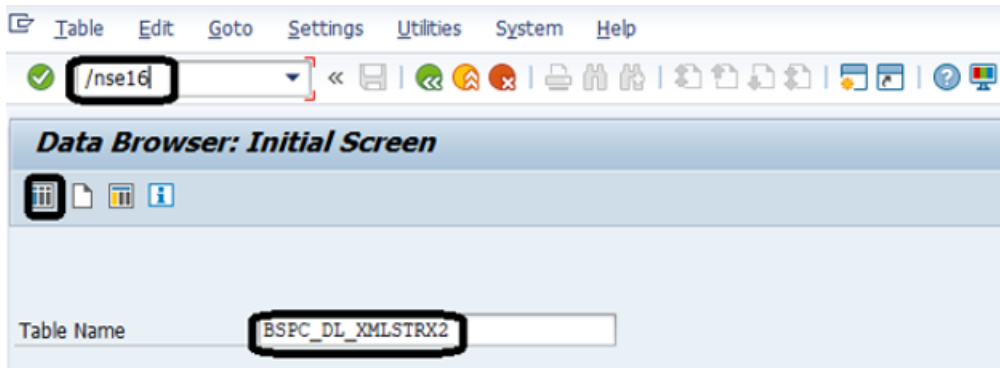 Table Edit Goto Settings Utilities System Help
/nse16
Data Browser: Initial Screen
Table Name BSPC_DL_XMLSTRX2